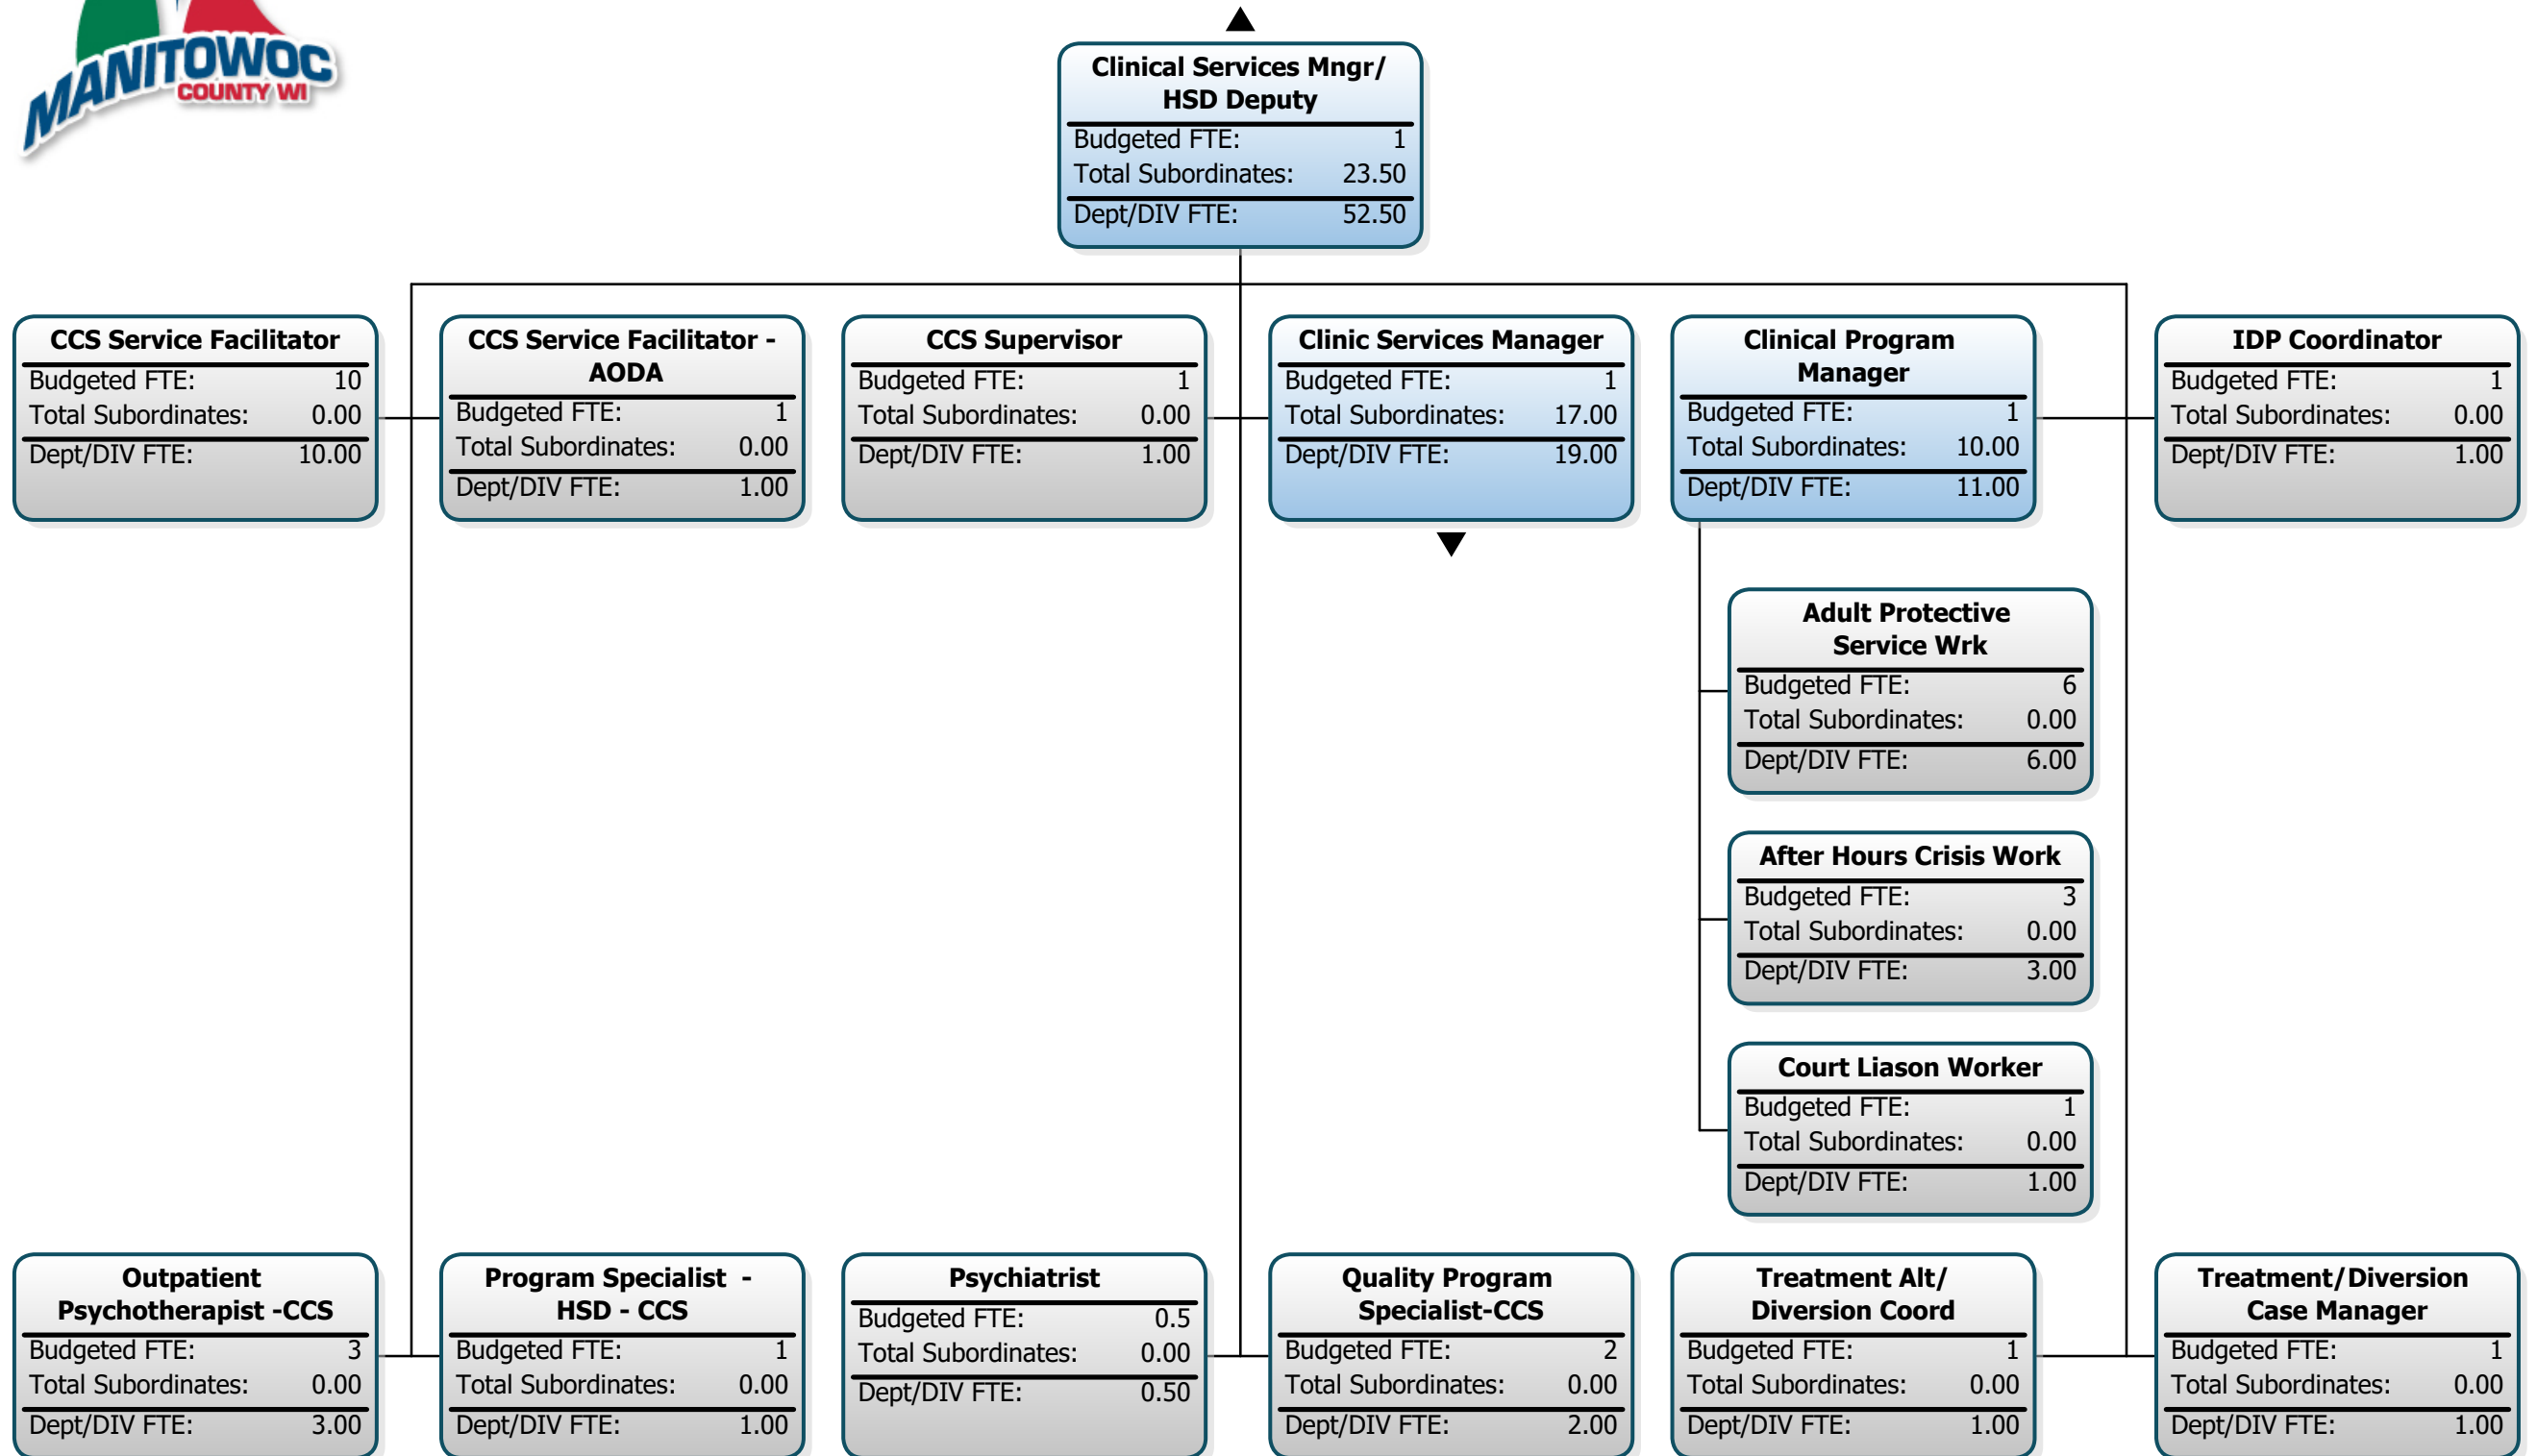 MANITOWOC
COUNTY WI
Clinical Services Mngr/
HSD Deputy
Budgeted FTE: 1
Total Subordinates: 23.50
Dept/DIV FTE: 52.50
CCS Service Facilitator
Budgeted FTE: 10
Total Subordinates: 0.00
Dept/DIV FTE: 10.00
CCS Service Facilitator -
AODA
Budgeted FTE: 1
Total Subordinates: 0.00
Dept/DIV FTE: 1.00
CCS Supervisor
Budgeted FTE: 1
Total Subordinates: 0.00
Dept/DIV FTE: 1.00
Clinic Services Manager
Budgeted FTE: 1
Total Subordinates: 17.00
Dept/DIV FTE: 19.00
Clinical Program
Manager
Budgeted FTE: 1
Total Subordinates: 10.00
Dept/DIV FTE: 11.00
IDP Coordinator
Budgeted FTE: 1
Total Subordinates: 0.00
Dept/DIV FTE: 1.00
Adult Protective
Service Wrk
Budgeted FTE: 6
Total Subordinates: 0.00
Dept/DIV FTE: 6.00
After Hours Crisis Work
Budgeted FTE: 3
Total Subordinates: 0.00
Dept/DIV FTE: 3.00
Court Liason Worker
Budgeted FTE: 1
Total Subordinates: 0.00
Dept/DIV FTE: 1.00
Outpatient
Psychotherapist -CCS
Budgeted FTE: 3
Total Subordinates: 0.00
Dept/DIV FTE: 3.00
Program Specialist -
HSD - CCS
Budgeted FTE: 1
Total Subordinates: 0.00
Dept/DIV FTE: 1.00
Psychiatrist
Budgeted FTE: 0.5
Total Subordinates: 0.00
Dept/DIV FTE: 0.50
Quality Program
Specialist-CCS
Budgeted FTE: 2
Total Subordinates: 0.00
Dept/DIV FTE: 2.00
Treatment Alt/
Diversion Coord
Budgeted FTE: 1
Total Subordinates: 0.00
Dept/DIV FTE: 1.00
Treatment/Diversion
Case Manager
Budgeted FTE: 1
Total Subordinates: 0.00
Dept/DIV FTE: 1.00